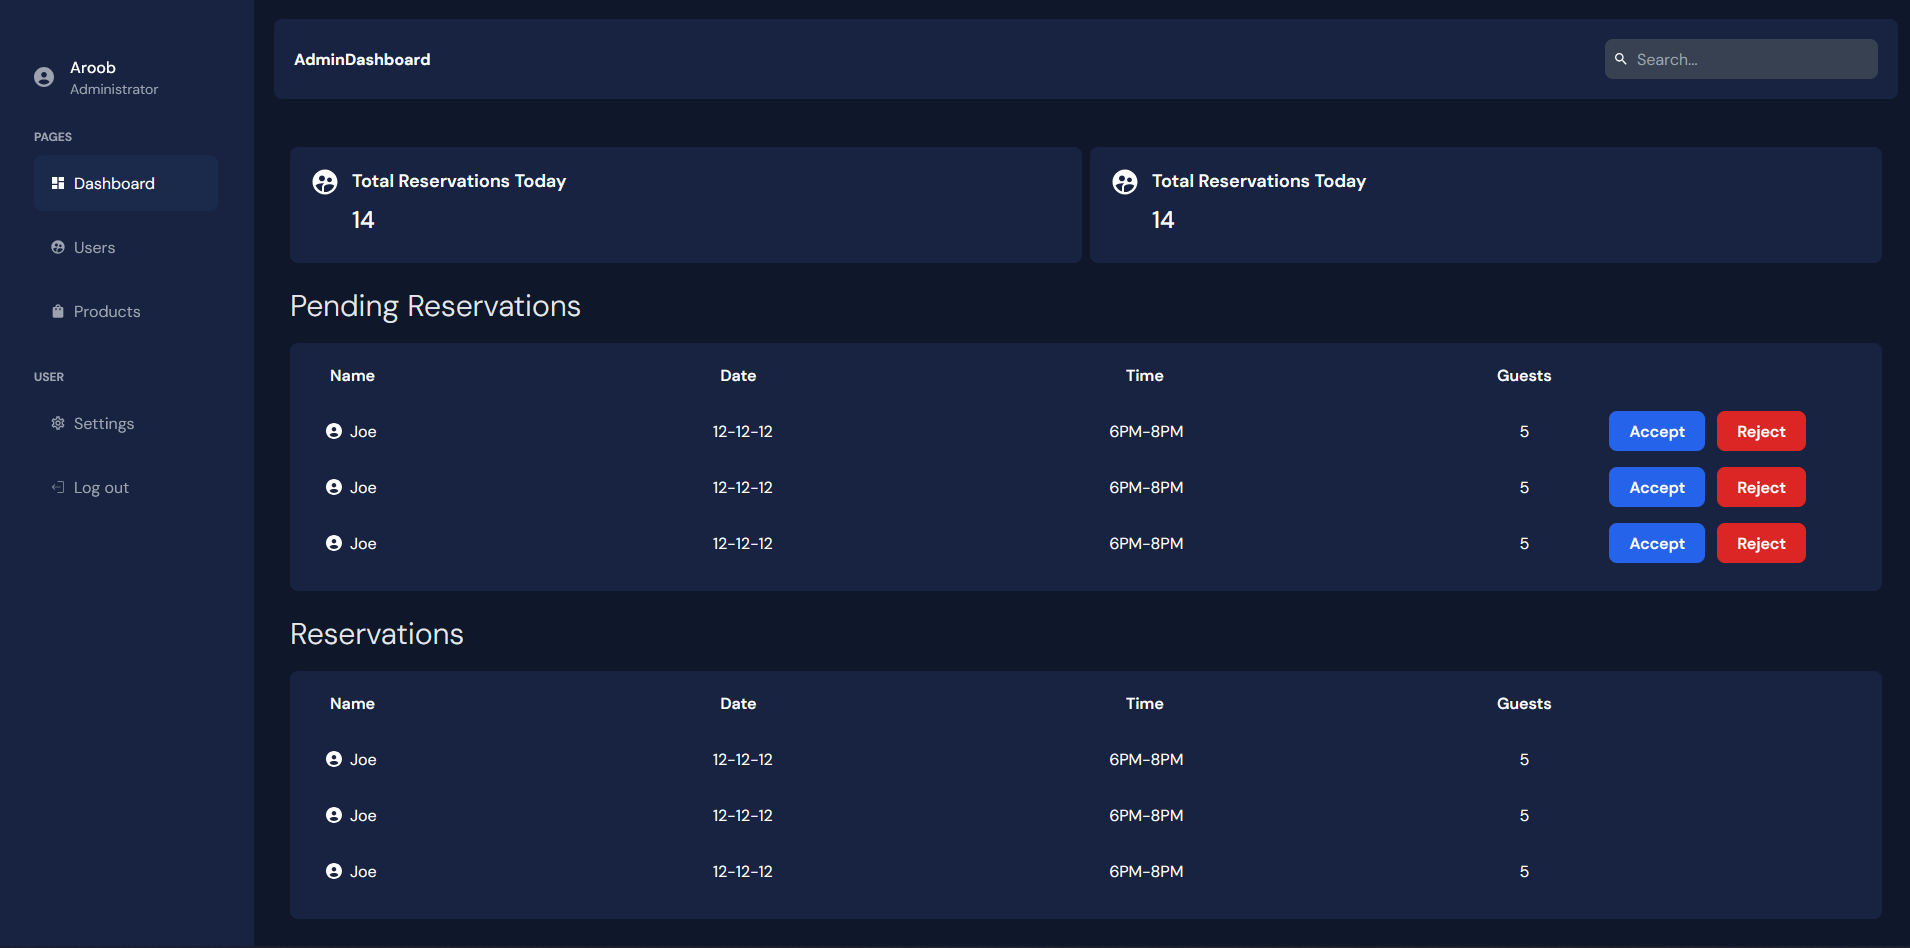 Aroob
Administrator
PAGES
Dashboard
Users
Products
USER
Settings
Log out
AdminDashboard
Search...
Total Reservations Today
14
Total Reservations Today
14
Pending Reservations
Name Date Time Guests
Joe 12-12-12 6PM-8PM 5 Accept Reject
Joe 12-12-12 6PM-8PM 5 Accept Reject
Joe 12-12-12 6PM-8PM 5 Accept Reject
Reservations
Name Date Time Guests
Joe 12-12-12 6PM-8PM 5
Joe 12-12-12 6PM-8PM 5
Joe 12-12-12 6PM-8PM 5